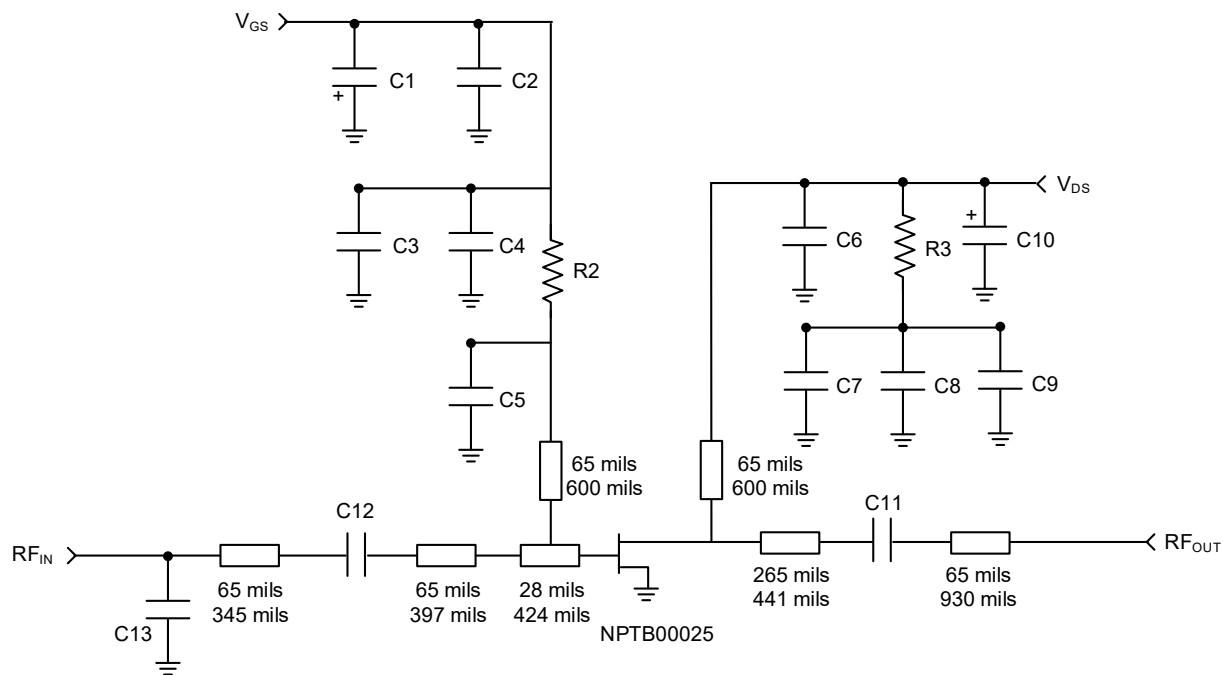 VGS
C1
+
C2
C3
C4
R2
C5
65 mils
600 mils
VDS
C6
R3
+
C10
C7
C8
C9
65 mils
600 mils
RFIN
C13
65 mils
345 mils
C12
65 mils
397 mils
28 mils
424 mils
NPTB00025
265 mils
441 mils
C11
65 mils
930 mils
RFOUT